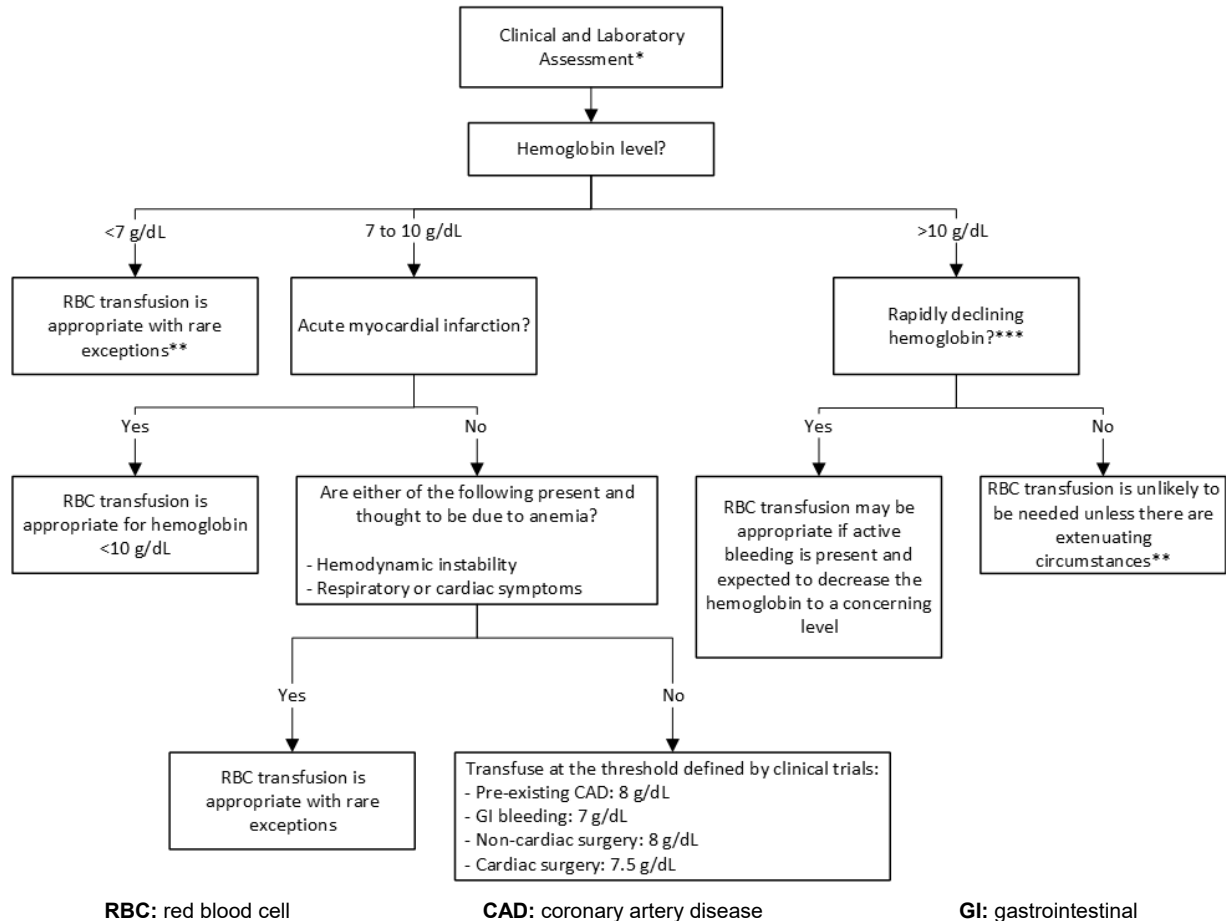 Clinical and Laboratory
Assessment*
Hemoglobin level?
<7 g/dL
7 to 10 g/dL
>10 g/dL
RBC transfusion is
appropriate with rare
exceptions**
Acute myocardial infarction?
Rapidly declining
hemoglobin?***
Yes
No
Yes
No
RBC transfusion is
appropriate for hemoglobin
<10 g/dL
Are either of the following present and
thought to be due to anemia?
- Hemodynamic instability
- Respiratory or cardiac symptoms
RBC transfusion may be
appropriate if active
bleeding is present and
expected to decrease the
hemoglobin to a concerning
level
RBC transfusion is unlikely to
be needed unless there are
extenuating
circumstances**
Yes
No
RBC transfusion is
appropriate with rare
exceptions
Transfuse at the threshold defined by clinical trials:
- Pre-existing CAD: 8 g/dL
- GI bleeding: 7 g/dL
- Non-cardiac surgery: 8 g/dL
- Cardiac surgery: 7.5 g/dL
RBC: red blood cell
CAD: coronary artery disease
GI: gastrointestinal